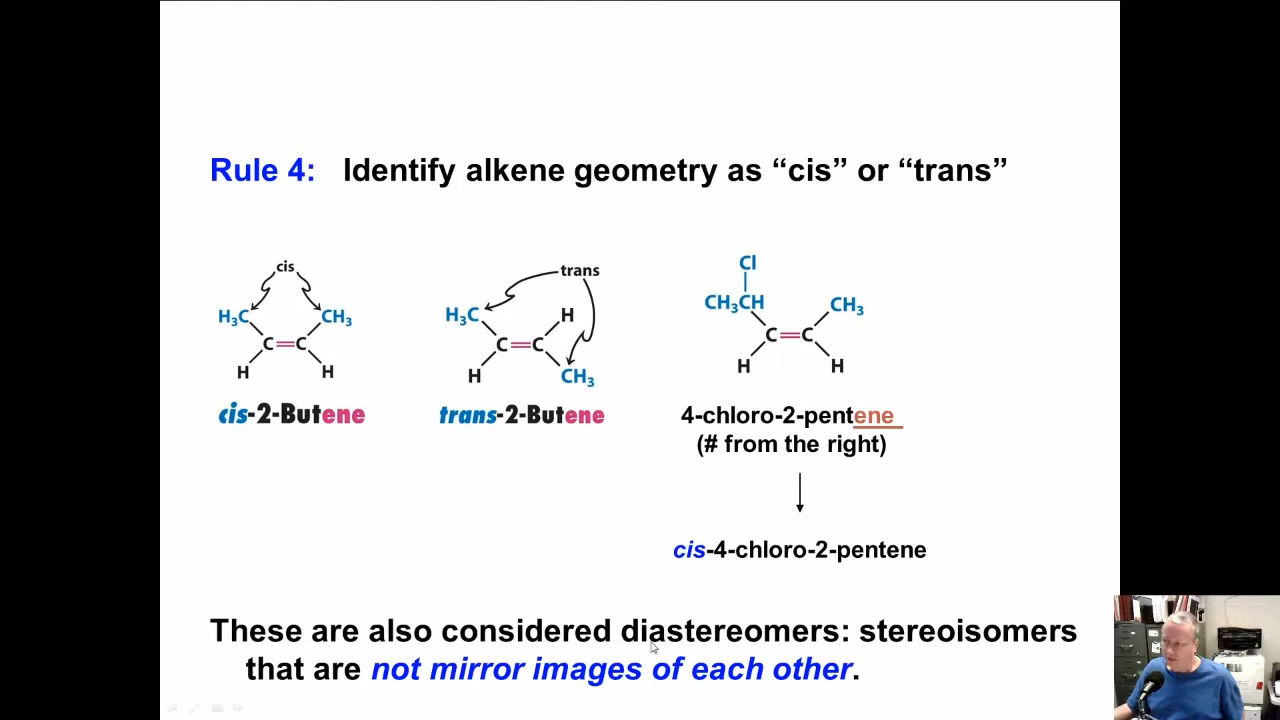 Rule 4: Identify alkene geometry as “cis” or “trans”
cis
H₃C CH₃
C=C
H H
cis-2-Butene
trans
H₃C H
C=C
H CH₃
trans-2-Butene
Cl
CH₃CH CH₃
C=C
H H
4-chloro-2-pentene
(# from the right)
cis-4-chloro-2-pentene
These are also considered diastereomers: stereoisomers
that are not mirror images of each other.